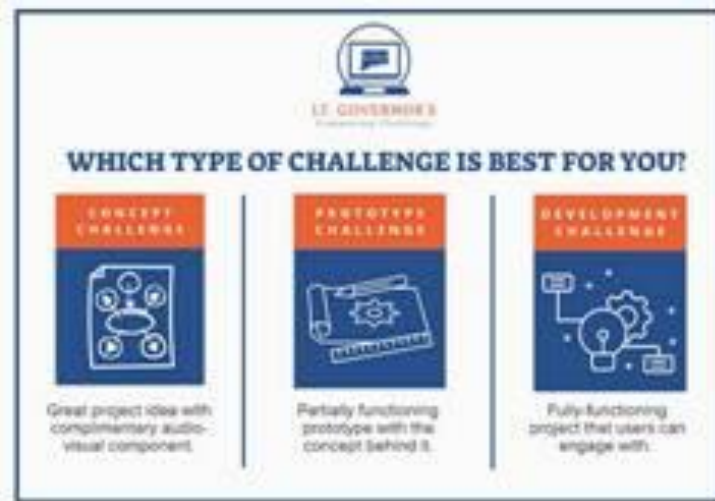 LT. GOVERNOR'S
Computing Challenge
WHICH TYPE OF CHALLENGE IS BEST FOR YOU?
CONCEPT
CHALLENGE
Great project idea with
complimentary audio-
visual component.
PROTOTYPE
CHALLENGE
Partially functioning
prototype with the
concept behind it.
DEVELOPMENT
CHALLENGE
Fully-functioning
project that users can
engage with.